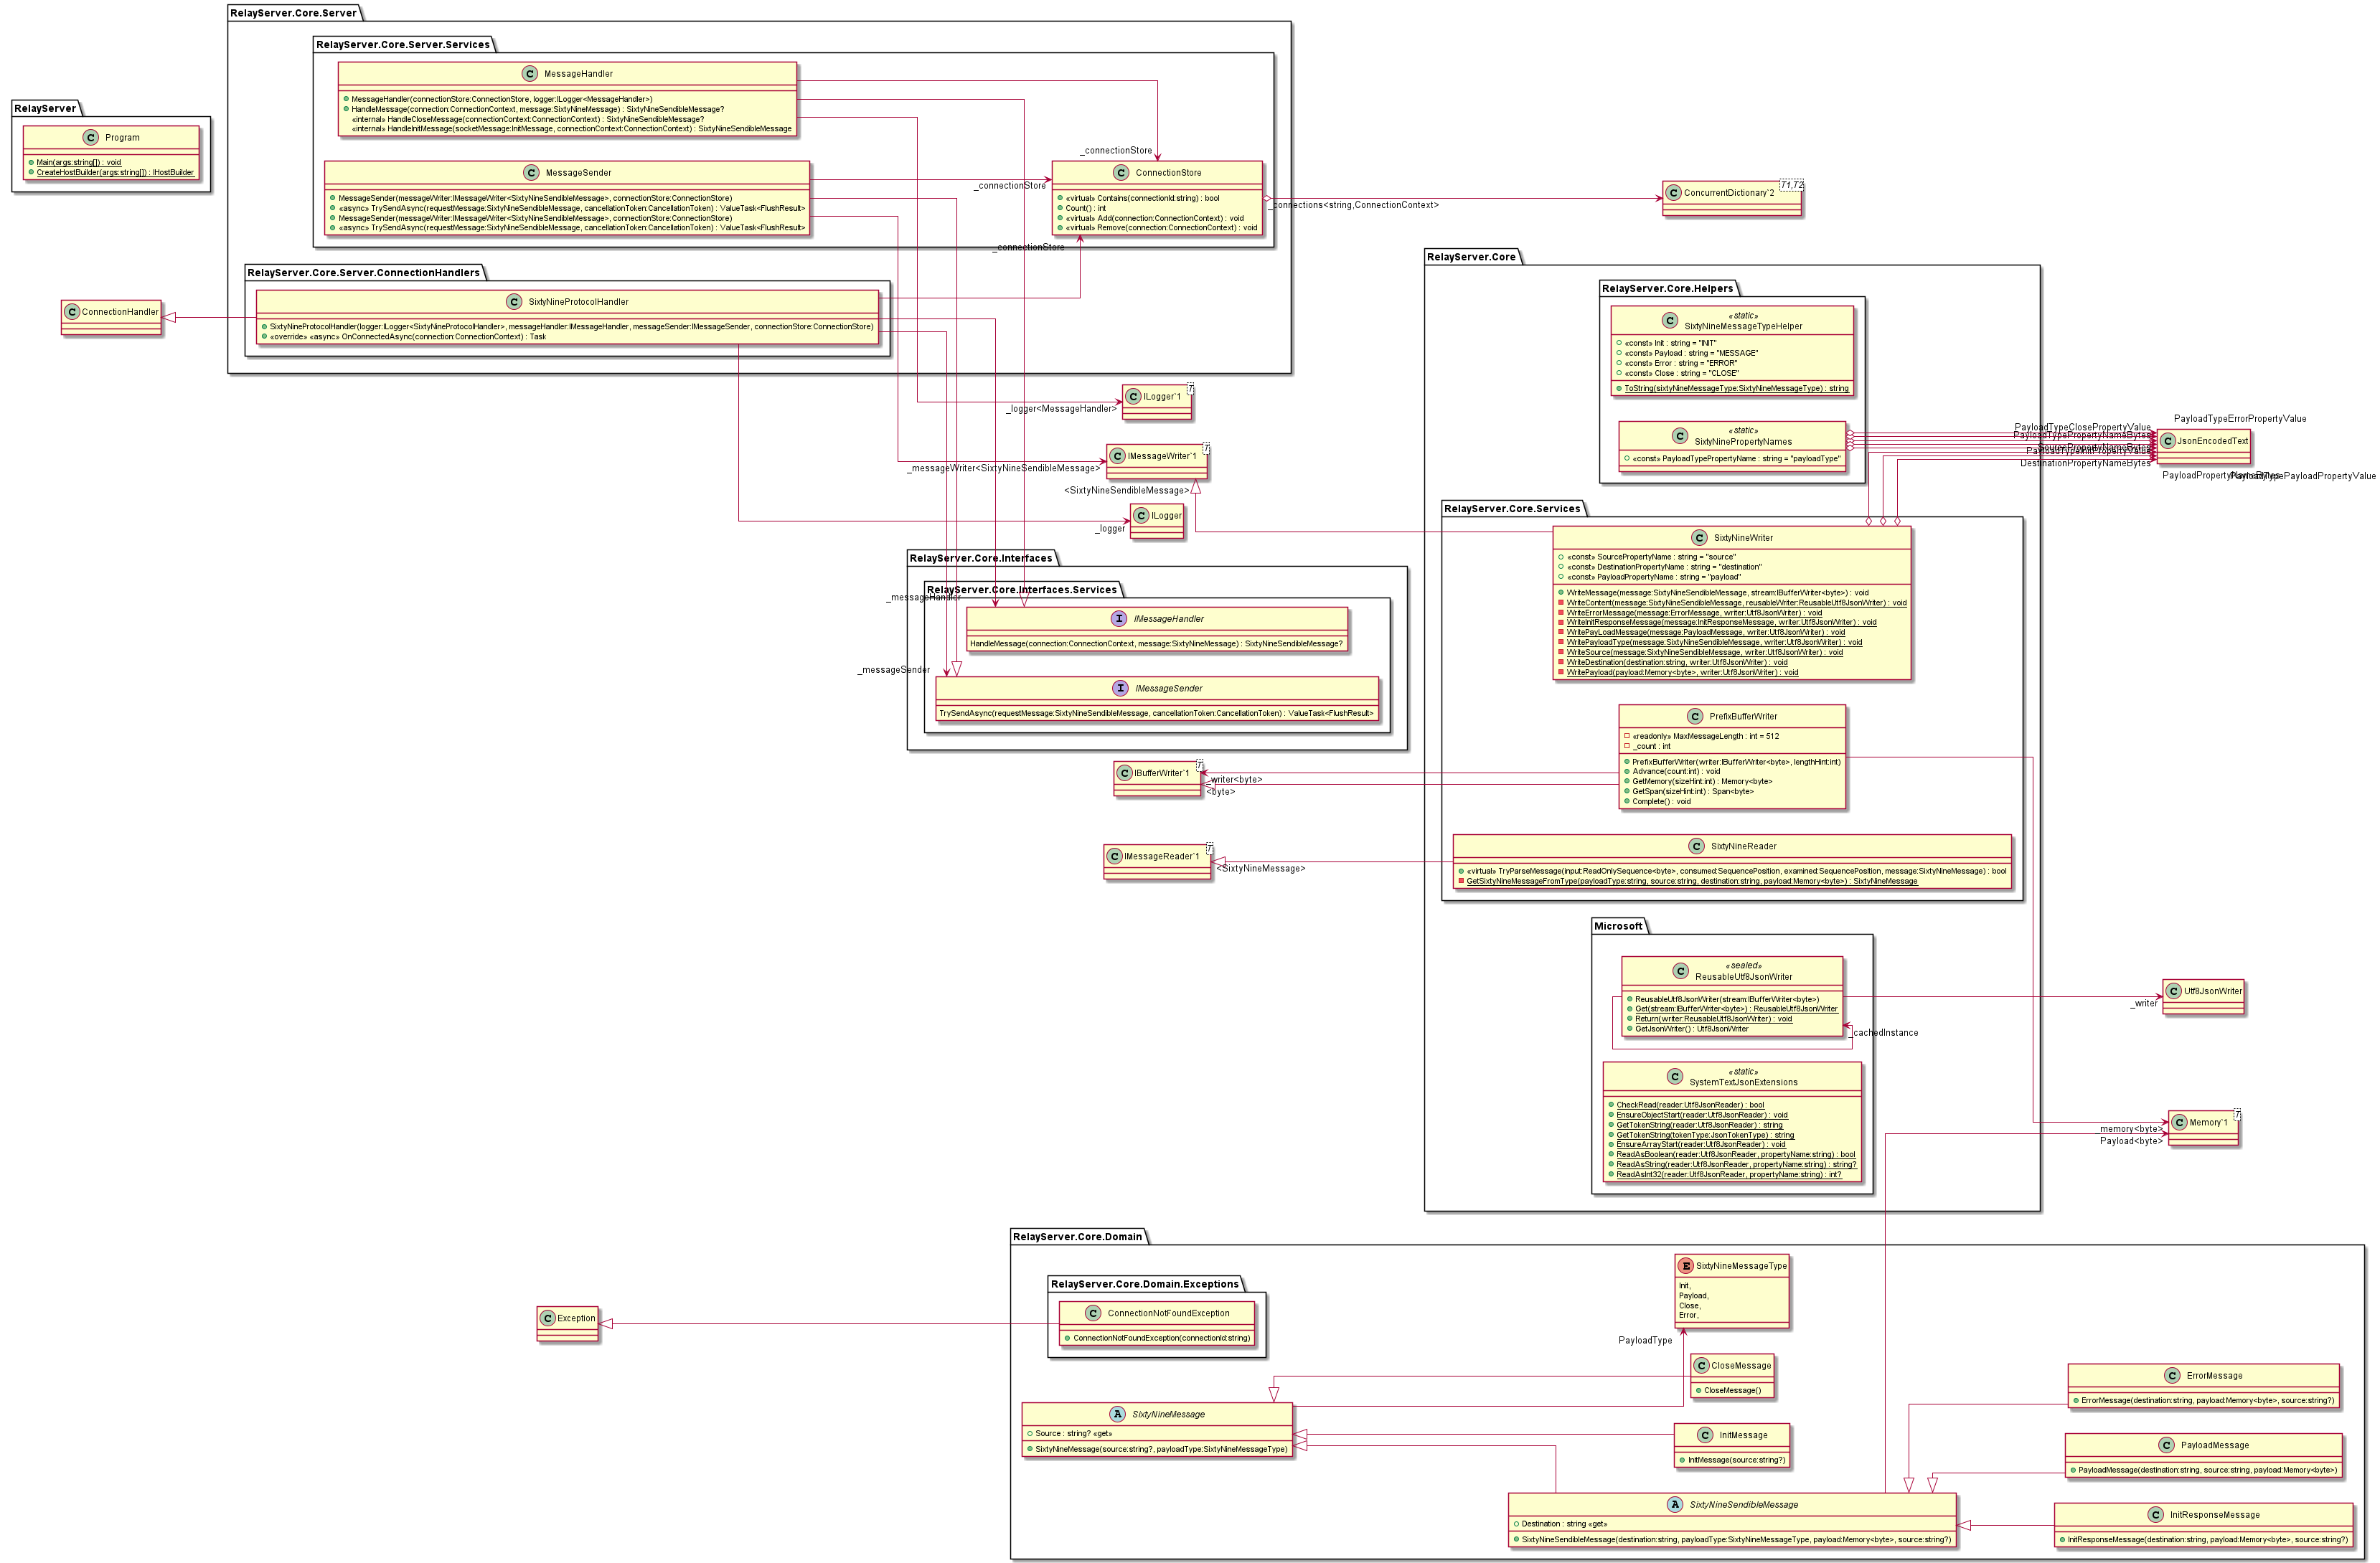 RelayServer.Core.Server
RelayServer.Core.Server.Services
C MessageHandler
MessageHandler(connectionStore:ConnectionStore, logger:ILogger<MessageHandler>)
HandleMessage(connection:ConnectionContext, message:SixtyNineMessage) : SixtyNineSendibleMessage?
«internal» HandleCloseMessage(connectionContext:ConnectionContext) : SixtyNineSendibleMessage?
«internal» HandleInitMessage(socketMessage:InitMessage, connectionContext:ConnectionContext) : SixtyNineSendibleMessage
RelayServer
C Program
Main(args:string[]) : void
CreateHostBuilder(args:string[]) : IHostBuilder
_connectionStore
C MessageSender
MessageSender(messageWriter:IMessageWriter<SixtyNineSendibleMessage>, connectionStore:ConnectionStore)
«async» TrySendAsync(requestMessage:SixtyNineSendibleMessage, cancellationToken:CancellationToken) : ValueTask<FlushResult>
MessageSender(messageWriter:IMessageWriter<SixtyNineSendibleMessage>, connectionStore:ConnectionStore)
«async» TrySendAsync(requestMessage:SixtyNineSendibleMessage, cancellationToken:CancellationToken) : ValueTask<FlushResult>
_connectionStore
C ConnectionStore
«virtual» Contains(connectionId:string) : bool
Count() : int
«virtual» Add(connection:ConnectionContext) : void
«virtual» Remove(connection:ConnectionContext) : void
_connections<string,ConnectionContext>
C ConcurrentDictionary`2
T1,T2
_connectionStore
RelayServer.Core.Server.ConnectionHandlers
C SixtyNineProtocolHandler
SixtyNineProtocolHandler(logger:ILogger<SixtyNineProtocolHandler>, messageHandler:IMessageHandler, messageSender:IMessageSender, connectionStore:ConnectionStore)
«override» «async» OnConnectedAsync(connection:ConnectionContext) : Task
C ConnectionHandler
C ILogger`1
T
_logger<MessageHandler>
C IMessageWriter`1
T
_messageWriter<SixtyNineSendibleMessage>
<SixtyNineSendibleMessage>
C ILogger
_logger
RelayServer.Core.Interfaces
RelayServer.Core.Interfaces.Services
_messageHandler
I IMessageHandler
HandleMessage(connection:ConnectionContext, message:SixtyNineMessage) : SixtyNineSendibleMessage?
_messageSender
I IMessageSender
TrySendAsync(requestMessage:SixtyNineSendibleMessage, cancellationToken:CancellationToken) : ValueTask<FlushResult>
C IBufferWriter`1
T
_writer<byte>
<byte>
C IMessageReader`1
T
<SixtyNineMessage>
RelayServer.Core
RelayServer.Core.Helpers
«static»
C SixtyNineMessageTypeHelper
«const» Init : string = "INIT"
«const» Payload : string = "MESSAGE"
«const» Error : string = "ERROR"
«const» Close : string = "CLOSE"
ToString(sixtyNineMessageType:SixtyNineMessageType) : string
«static»
C SixtyNinePropertyNames
«const» PayloadTypePropertyName : string = "payloadType"
PayloadTypeErrorPropertyValue
PayloadTypeClosePropertyValue
PayloadTypePropertyNameBytes
SourcePropertyNameBytes
PayloadTypeInitPropertyValue
DestinationPropertyNameBytes
PayloadPropertyNameBytes
PayloadTypePayloadPropertyValue
C JsonEncodedText
RelayServer.Core.Services
C SixtyNineWriter
«const» SourcePropertyName : string = "source"
«const» DestinationPropertyName : string = "destination"
«const» PayloadPropertyName : string = "payload"
WriteMessage(message:SixtyNineSendibleMessage, stream:IBufferWriter<byte>) : void
WriteContent(message:SixtyNineSendibleMessage, reusableWriter:ReusableUtf8JsonWriter) : void
WriteErrorMessage(message:ErrorMessage, writer:Utf8JsonWriter) : void
WriteInitResponseMessage(message:InitResponseMessage, writer:Utf8JsonWriter) : void
WritePayLoadMessage(message:PayloadMessage, writer:Utf8JsonWriter) : void
WritePayloadType(message:SixtyNineSendibleMessage, writer:Utf8JsonWriter) : void
WriteSource(message:SixtyNineSendibleMessage, writer:Utf8JsonWriter) : void
WriteDestination(destination:string, writer:Utf8JsonWriter) : void
WritePayload(payload:Memory<byte>, writer:Utf8JsonWriter) : void
C PrefixBufferWriter
«readonly» MaxMessageLength : int = 512
_count : int
PrefixBufferWriter(writer:IBufferWriter<byte>, lengthHint:int)
Advance(count:int) : void
GetMemory(sizeHint:int) : Memory<byte>
GetSpan(sizeHint:int) : Span<byte>
Complete() : void
C SixtyNineReader
«virtual» TryParseMessage(input:ReadOnlySequence<byte>, consumed:SequencePosition, examined:SequencePosition, message:SixtyNineMessage) : bool
GetSixtyNineMessageFromType(payloadType:string, source:string, destination:string, payload:Memory<byte>) : SixtyNineMessage
Microsoft
«sealed»
C ReusableUtf8JsonWriter
ReusableUtf8JsonWriter(stream:IBufferWriter<byte>)
Get(stream:IBufferWriter<byte>) : ReusableUtf8JsonWriter
Return(writer:ReusableUtf8JsonWriter) : void
GetJsonWriter() : Utf8JsonWriter
_cachedInstance
C Utf8JsonWriter
_writer
«static»
C SystemTextJsonExtensions
CheckRead(reader:Utf8JsonReader) : bool
EnsureObjectStart(reader:Utf8JsonReader) : void
GetTokenString(reader:Utf8JsonReader) : string
GetTokenString(tokenType:JsonTokenType) : string
EnsureArrayStart(reader:Utf8JsonReader) : void
ReadAsBoolean(reader:Utf8JsonReader, propertyName:string) : bool
ReadAsString(reader:Utf8JsonReader, propertyName:string) : string?
ReadAsInt32(reader:Utf8JsonReader, propertyName:string) : int?
C Memory`1
T
_memory<byte>
Payload<byte>
RelayServer.Core.Domain
RelayServer.Core.Domain.Exceptions
C ConnectionNotFoundException
ConnectionNotFoundException(connectionId:string)
C Exception
E SixtyNineMessageType
Init,
Payload,
Close,
Error,
PayloadType
C CloseMessage
CloseMessage()
A SixtyNineMessage
Source : string? «get»
SixtyNineMessage(source:string?, payloadType:SixtyNineMessageType)
C InitMessage
InitMessage(source:string?)
C ErrorMessage
ErrorMessage(destination:string, payload:Memory<byte>, source:string?)
C PayloadMessage
PayloadMessage(destination:string, source:string, payload:Memory<byte>)
A SixtyNineSendibleMessage
Destination : string «get»
SixtyNineSendibleMessage(destination:string, payloadType:SixtyNineMessageType, payload:Memory<byte>, source:string?)
C InitResponseMessage
InitResponseMessage(destination:string, payload:Memory<byte>, source:string?)